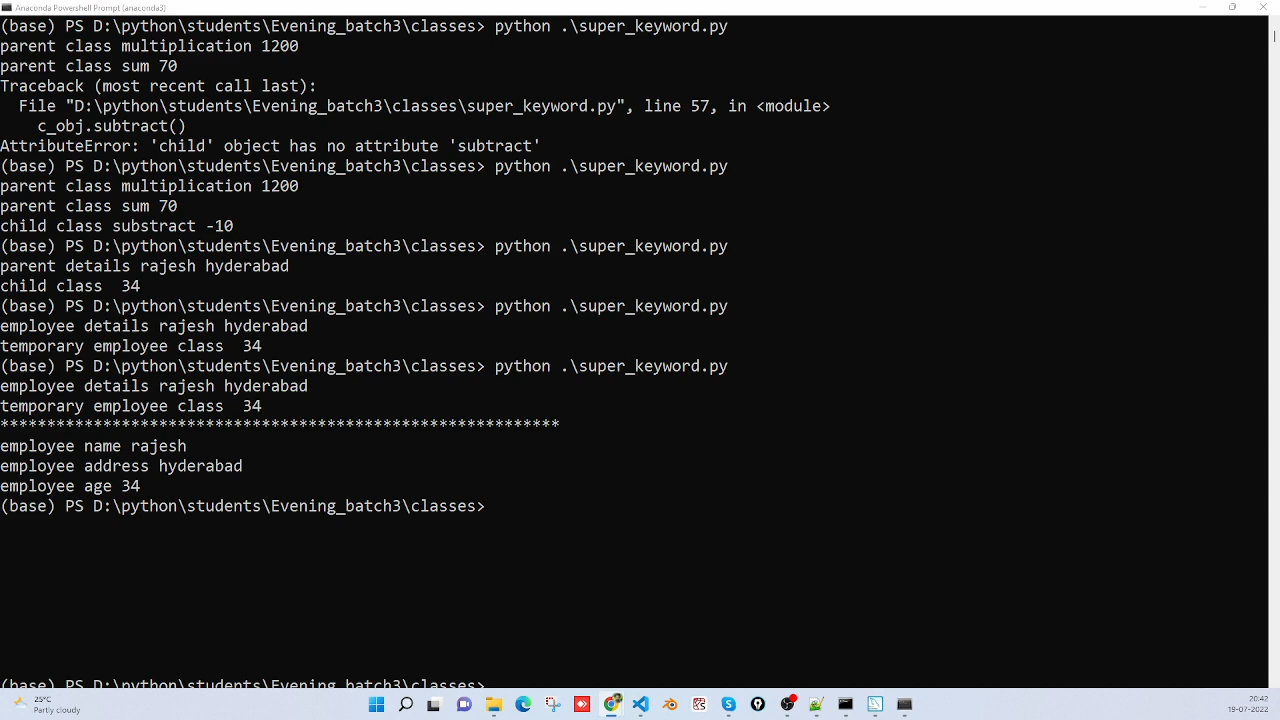 Anaconda Powershell Prompt (anaconda3)
(base) PS D:\python\students\Evening_batch3\classes> python .\super_keyword.py
parent class multiplication 1200
parent class sum 70
Traceback (most recent call last):
  File "D:\python\students\Evening_batch3\classes\super_keyword.py", line 57, in <module>
    c_obj.subtract()
AttributeError: 'child' object has no attribute 'subtract'
(base) PS D:\python\students\Evening_batch3\classes> python .\super_keyword.py
parent class multiplication 1200
parent class sum 70
child class substract -10
(base) PS D:\python\students\Evening_batch3\classes> python .\super_keyword.py
parent details rajesh hyderabad
child class  34
(base) PS D:\python\students\Evening_batch3\classes> python .\super_keyword.py
employee details rajesh hyderabad
temporary employee class  34
(base) PS D:\python\students\Evening_batch3\classes> python .\super_keyword.py
employee details rajesh hyderabad
temporary employee class  34
************************************************************
employee name rajesh
employee address hyderabad
employee age 34
(base) PS D:\python\students\Evening_batch3\classes>
(base) PS D:\python\students\Evening_batch3\classes>
25°C
Partly cloudy
20:42
19-07-2022